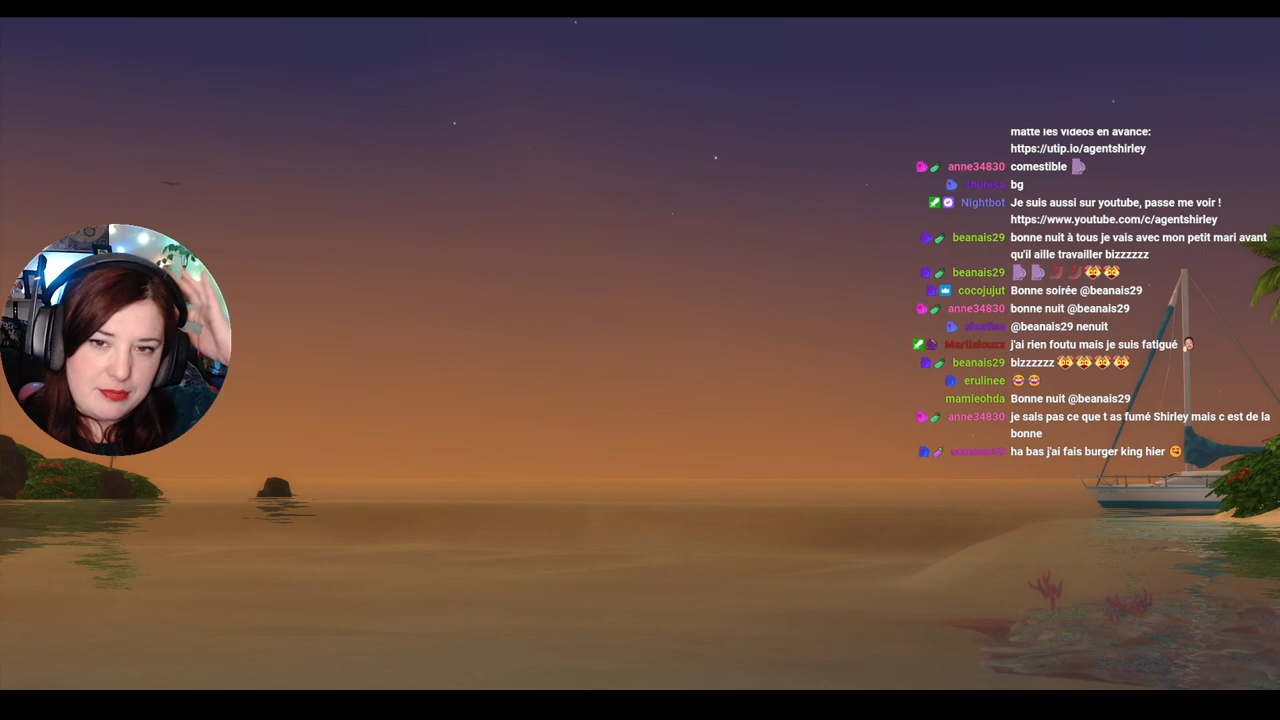 matte les vidéos en avance:
https://utip.io/agentshirley
anne34830 comestible
bg
Nightbot Je suis aussi sur youtube, passe me voir !
https://www.youtube.com/c/agentshirley
beanais29 bonne nuit à tous je vais avec mon petit mari avant
qu'il aille travailler bizzzzzz
beanais29
cocojujut Bonne soirée @beanais29
anne34830 bonne nuit @beanais29
@beanais29 nenuit
Martialouzz j'ai rien foutu mais je suis fatigué
beanais29 bizzzzzz
erulinee
mamieohda Bonne nuit @beanais29
anne34830 je sais pas ce que t as fumé Shirley mais c est de la
bonne
ha bas j'ai fais burger king hier